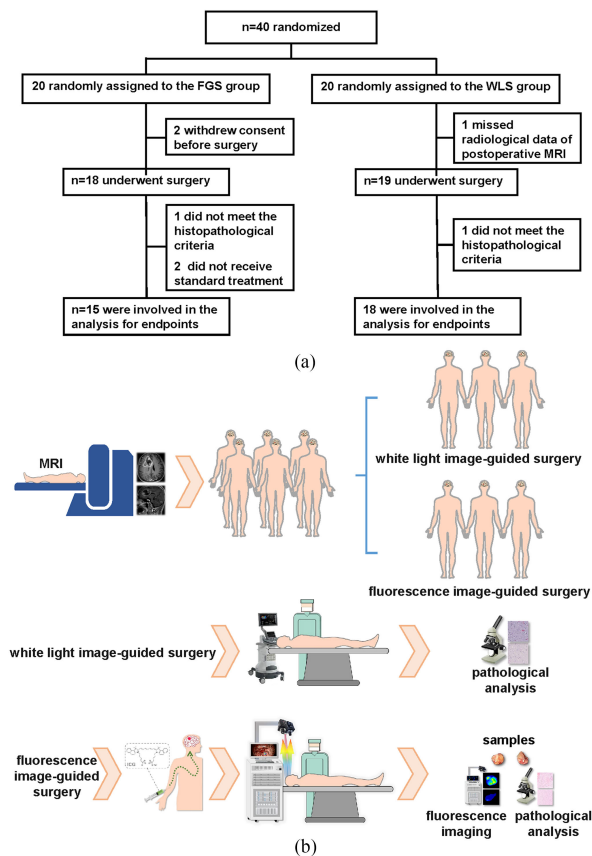 n=40 randomized
20 randomly assigned to the FGS group
20 randomly assigned to the WLS group
2 withdrew consent
before surgery
1 missed
radiological data of
postoperative MRI
n=18 underwent surgery
n=19 underwent surgery
1 did not meet the
histopathological
criteria
2 did not receive
standard treatment
1 did not meet the
histopathological
criteria
n=15 were involved in the
analysis for endpoints
18 were involved in the
analysis for endpoints
(a)
MRI
white light image-guided surgery
fluorescence image-guided surgery
white light image-guided surgery
pathological
analysis
fluorescence
image-guided
surgery
samples
fluorescence
imaging
pathological
analysis
(b)